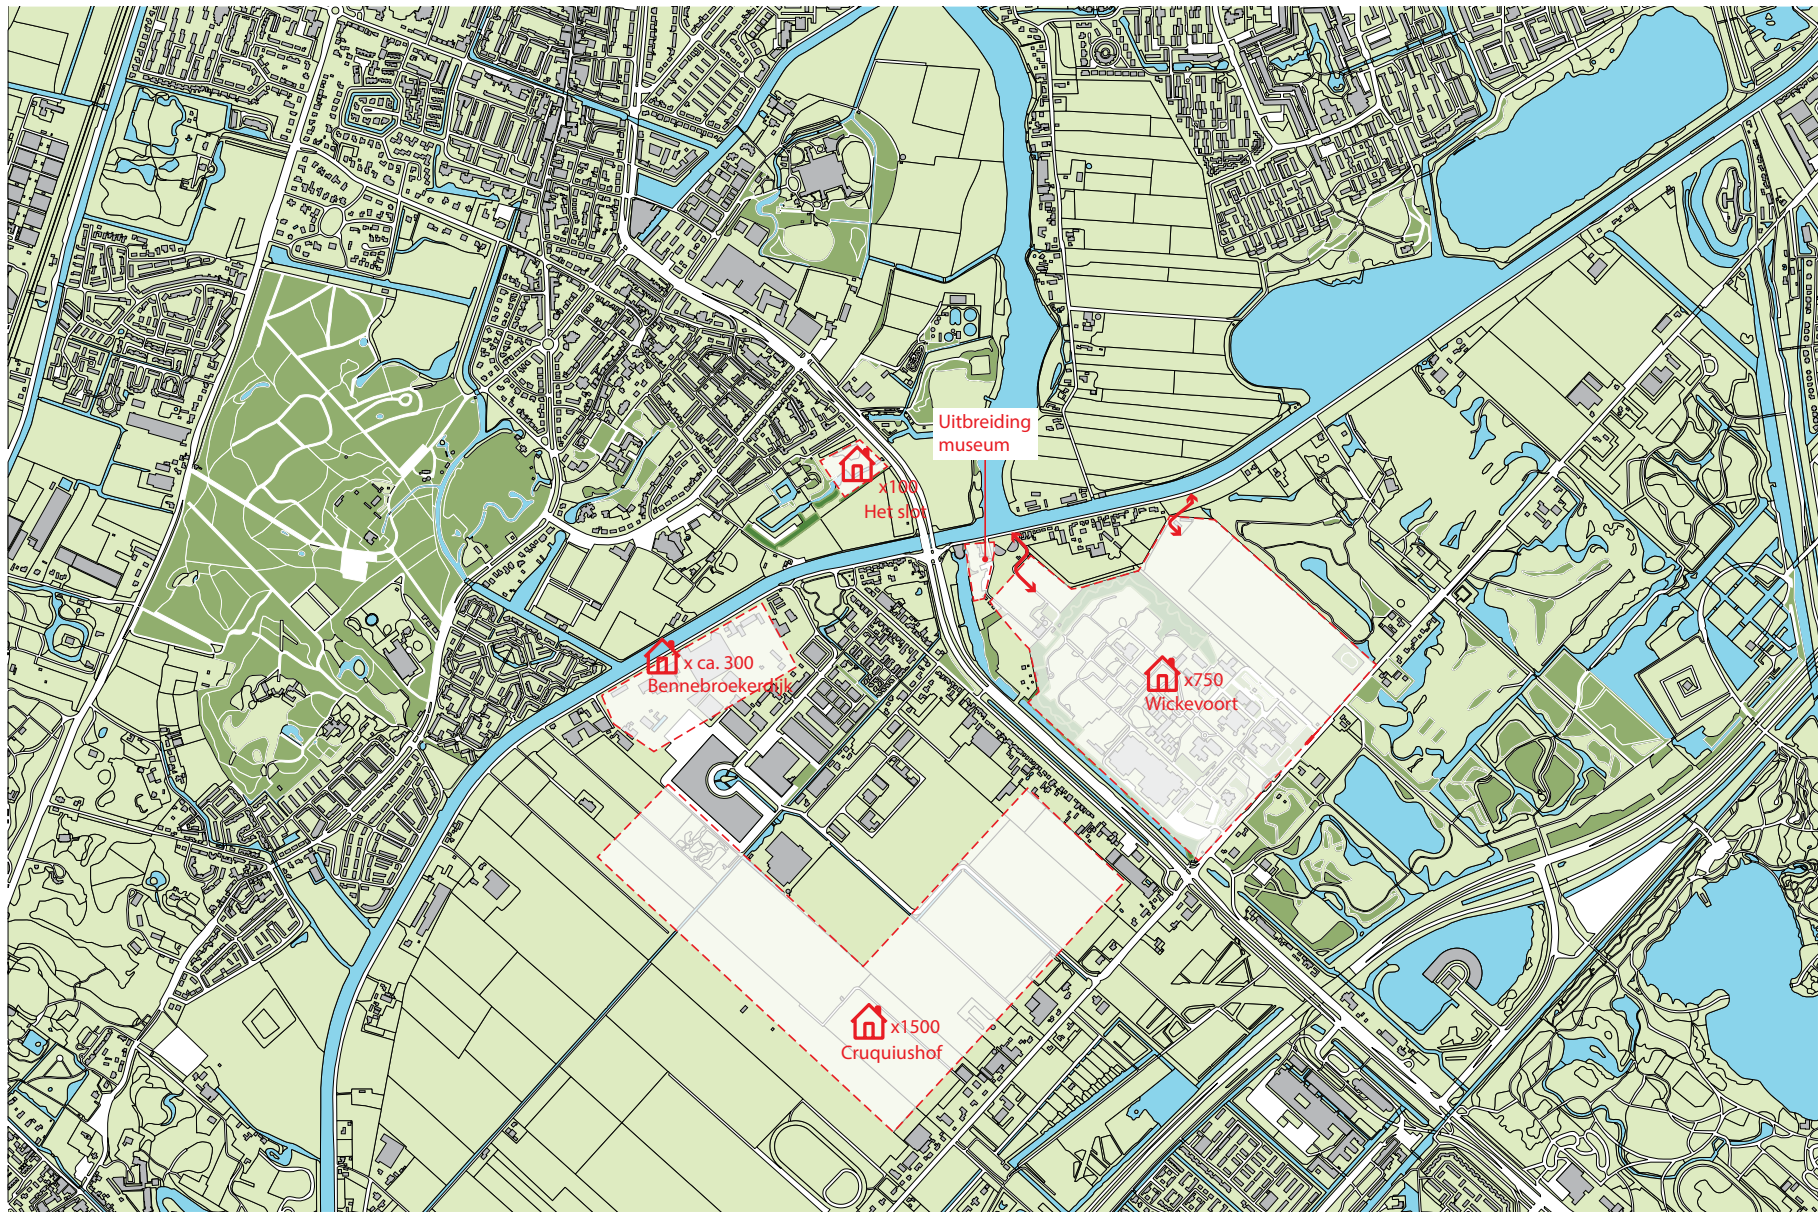 Uitbreiding
museum
x100
Het slot
x ca. 300
Bennebroekerdijk
x750
Wickevoort
x1500
Cruquiushof